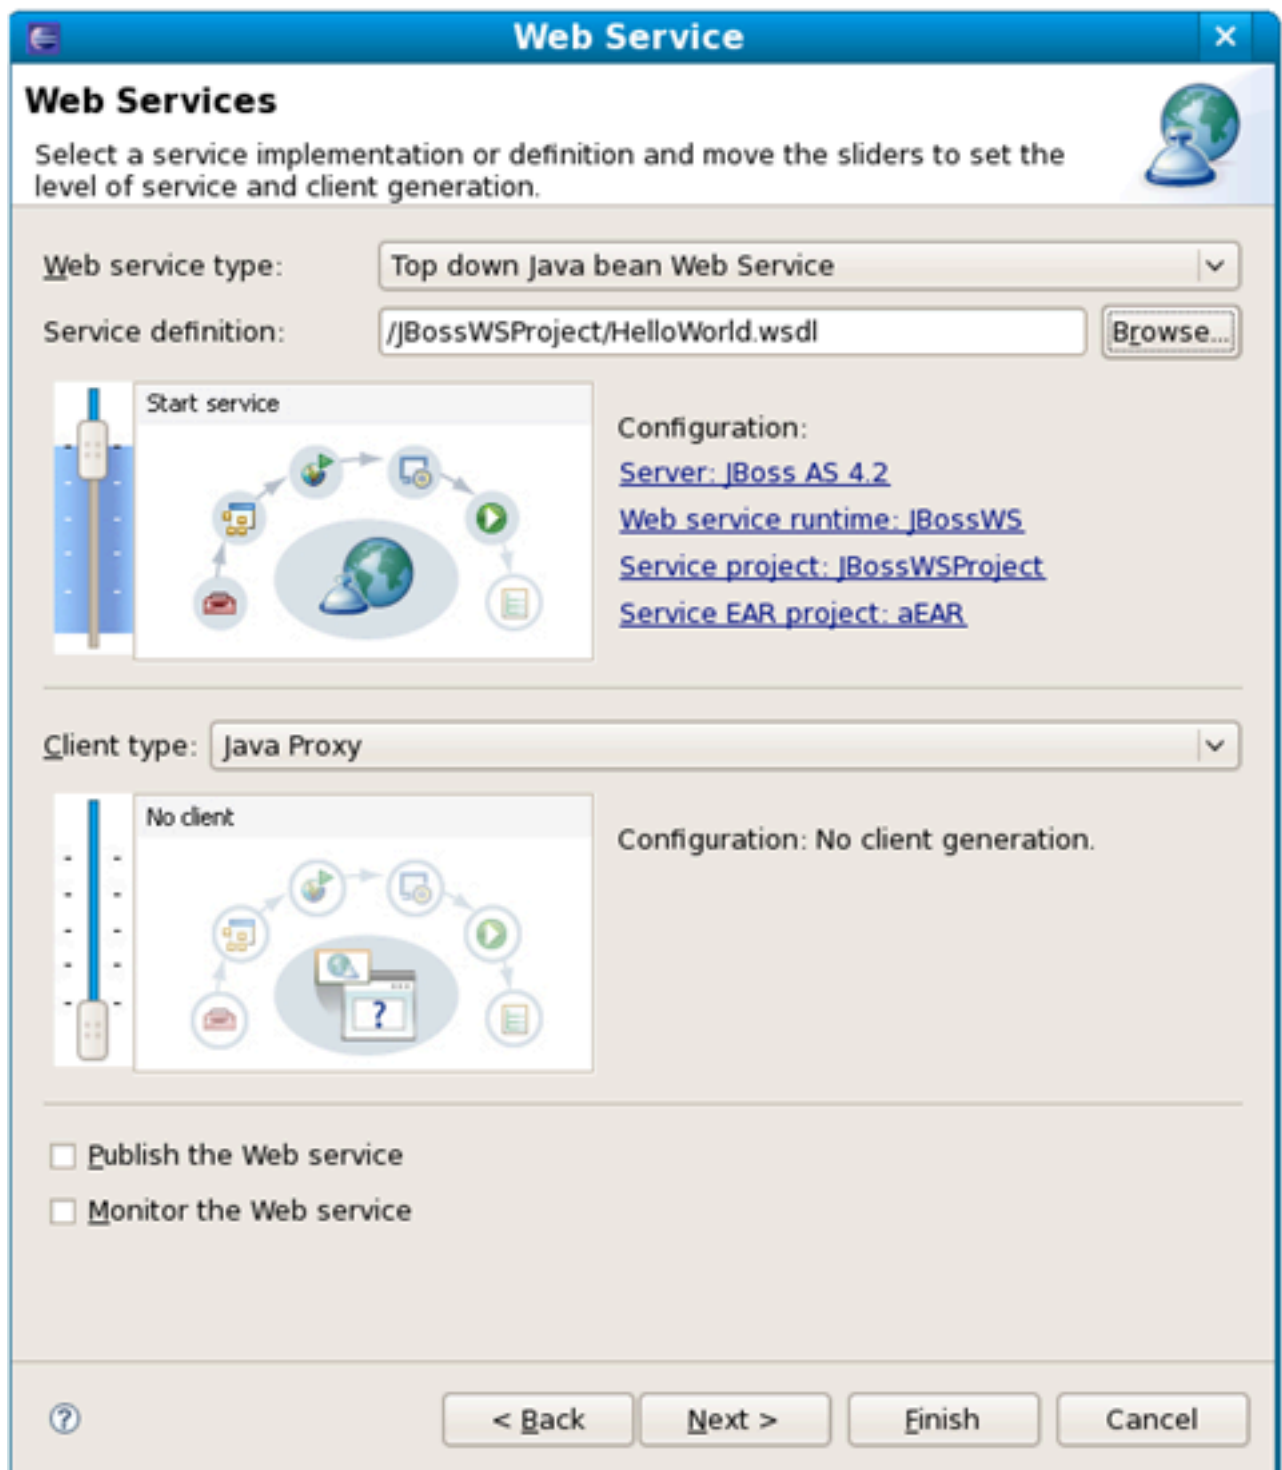 Web Service
Web Services
Select a service implementation or definition and move the sliders to set the
level of service and client generation.
Web service type: Top down Java bean Web Service
Service definition: /JBossWSProject/HelloWorld.wsdl Browse...
Start service
Configuration:
Server: JBoss AS 4.2
Web service runtime: JBossWS
Service project: JBossWSProject
Service EAR project: aEAR
Client type: Java Proxy
No client
Configuration: No client generation.
?
Publish the Web service
Monitor the Web service
? < Back Next > Finish Cancel